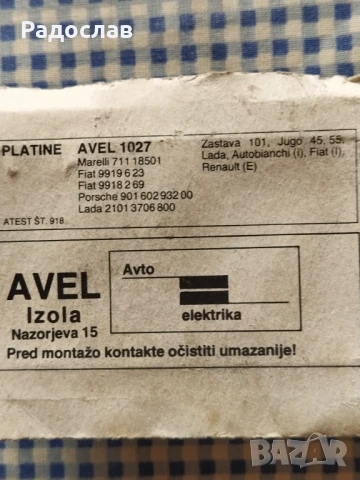 Радослав
PLATINE AVEL 1027
Marelli 711 18501
Fiat 9919 6 23
Fiat 9918 2 69
Porsche 901 602 932 00
Lada 2101 3706 800
Zastava 101, Jugo 45, 55,
Lada, Autobianchi (i), Fiat (I),
Renault (E)
ATEST ŠT. 918
AVEL
Izola
Nazorjeva 15
Avto
elektrika
Pred montažo kontakte očistiti umazanije!
BAZAR